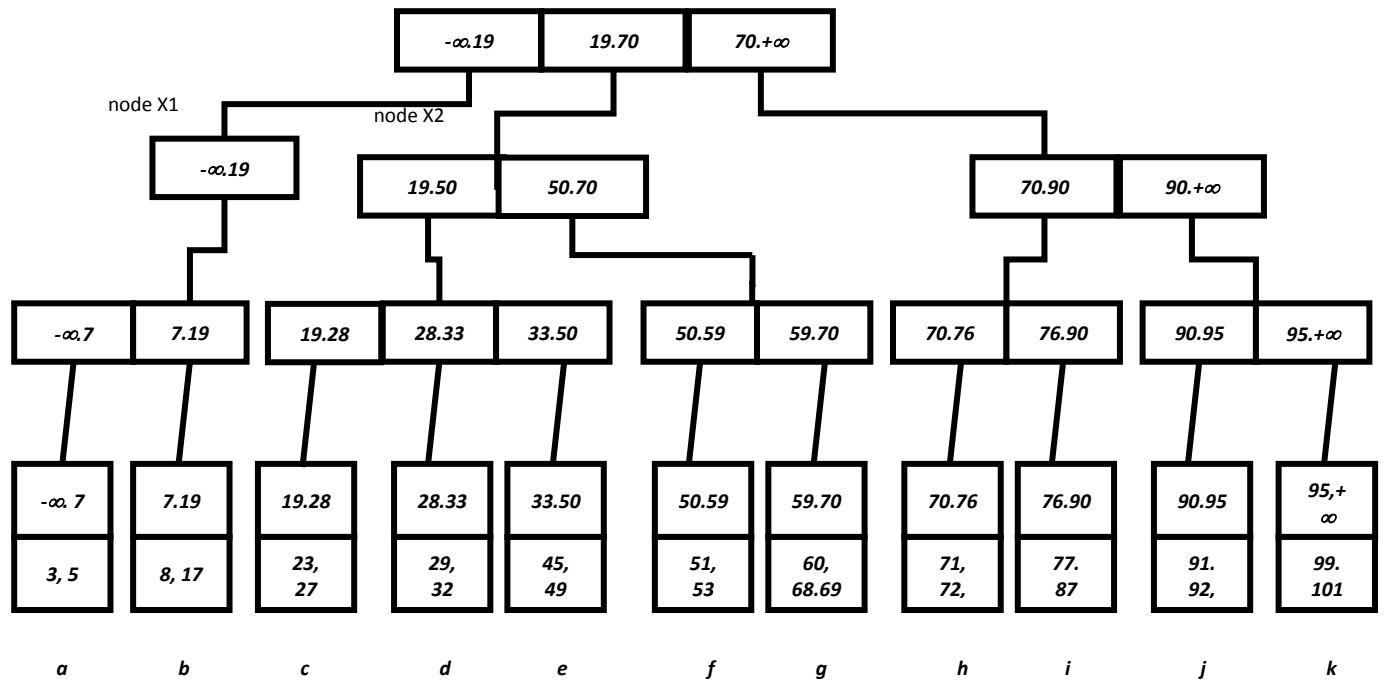 -∞.19 19.70 70.+∞
node X1
node X2
-∞.19
19.50 50.70
70.90 90.+∞
-∞.7 7.19 19.28 28.33 33.50 50.59 59.70 70.76 76.90 90.95 95.+∞
-∞. 7 7.19 19.28 28.33 33.50 50.59 59.70 70.76 76.90 90.95 95,+
∞
3, 5 8, 17 23, 29, 45, 51, 60, 71, 77. 91. 99.
27 32 49 53 68.69 72, 87 92, 101
a b c d e f g h i j k